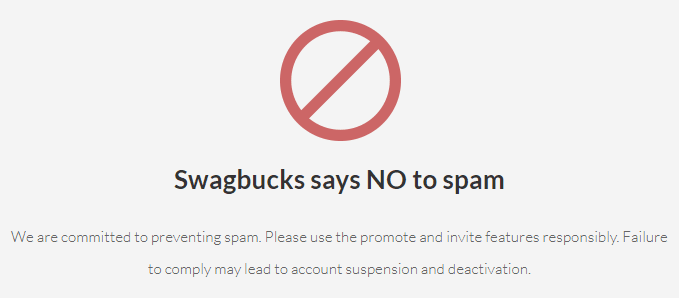 Swagbucks says NO to spam
We are committed to preventing spam. Please use the promote and invite features responsibly. Failure
to comply may lead to account suspension and deactivation.